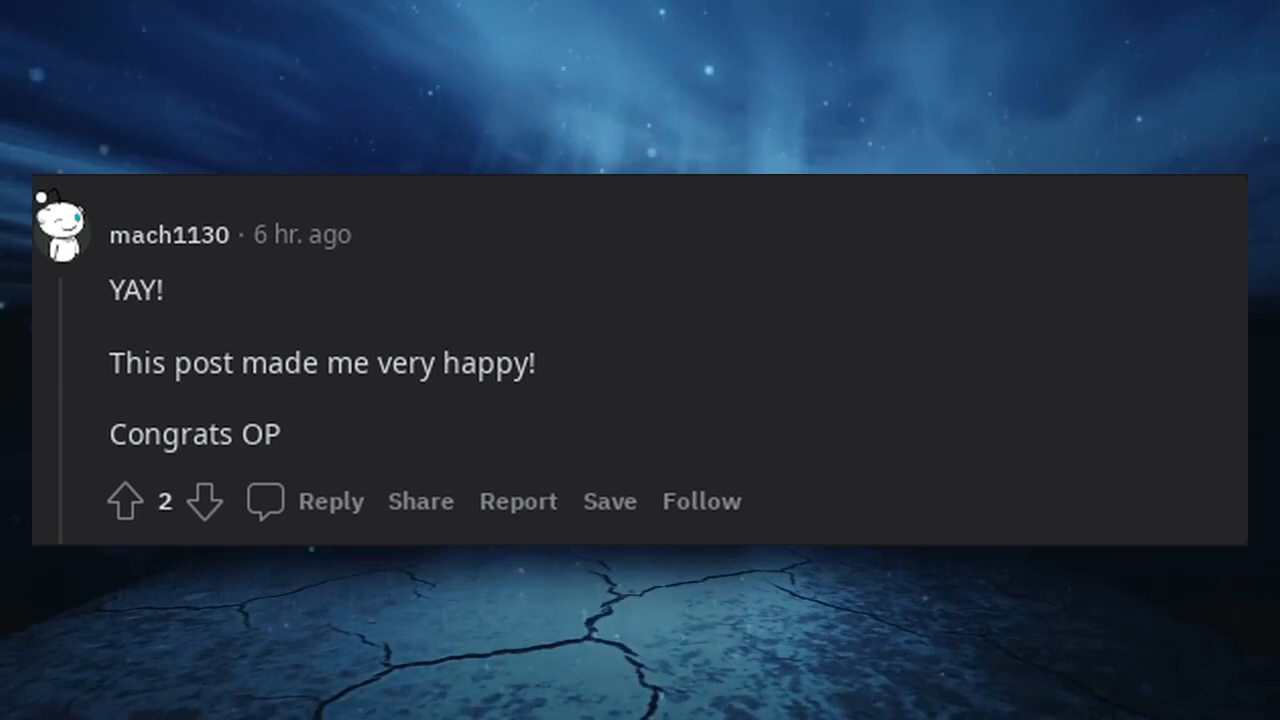 mach1130 · 6 hr. ago
YAY!
This post made me very happy!
Congrats OP
2 Reply Share Report Save Follow